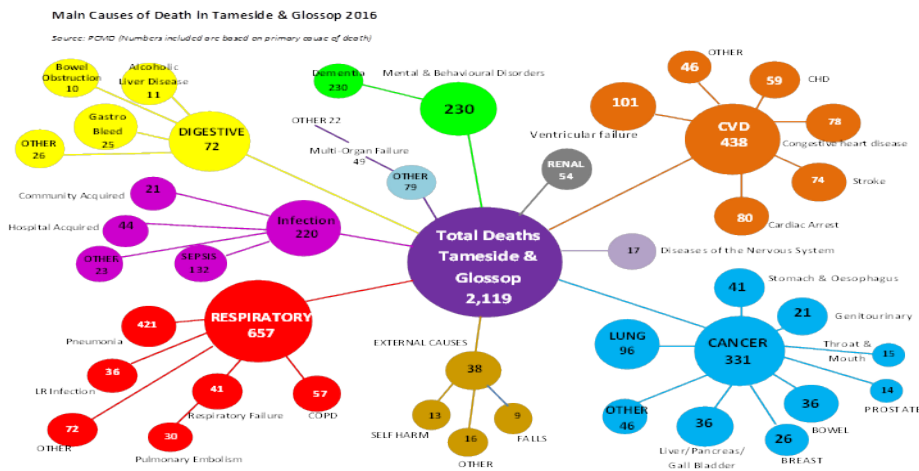 Main Causes of Death in Tameside & Glossop 2016
Source: PCMD (Numbers included are based on primary cause of death)
Bowel
Obstruction
10
Alcoholic
Liver Disease
11
Gastro
Bleed
25
OTHER
26
DIGESTIVE
72
Dementia
230
Mental & Behavioural Disorders
230
OTHER 22
Multi-Organ Failure
49
OTHER
79
RENAL
54
Ventricular failure
101
OTHER
46
59
CHD
78
Congestive heart disease
74
Stroke
80
Cardiac Arrest
CVD
438
Community Acquired
21
Hospital Acquired
44
OTHER
23
SEPSIS
132
Infection
220
Total Deaths
Tameside &
Glossop
2,119
17
Diseases of the Nervous System
RESPIRATORY
657
421
Pneumonia
36
LR Infection
72
OTHER
41
Respiratory Failure
30
Pulmonary Embolism
57
COPD
EXTERNAL CAUSES
38
13
SELF HARM
16
OTHER
9
FALLS
CANCER
331
41
Stomach & Oesophagus
21
Genitourinary
Throat &
Mouth
15
14
PROSTATE
36
BOWEL
26
BREAST
36
Liver/Pancreas/
Gall Bladder
OTHER
46
LUNG
96